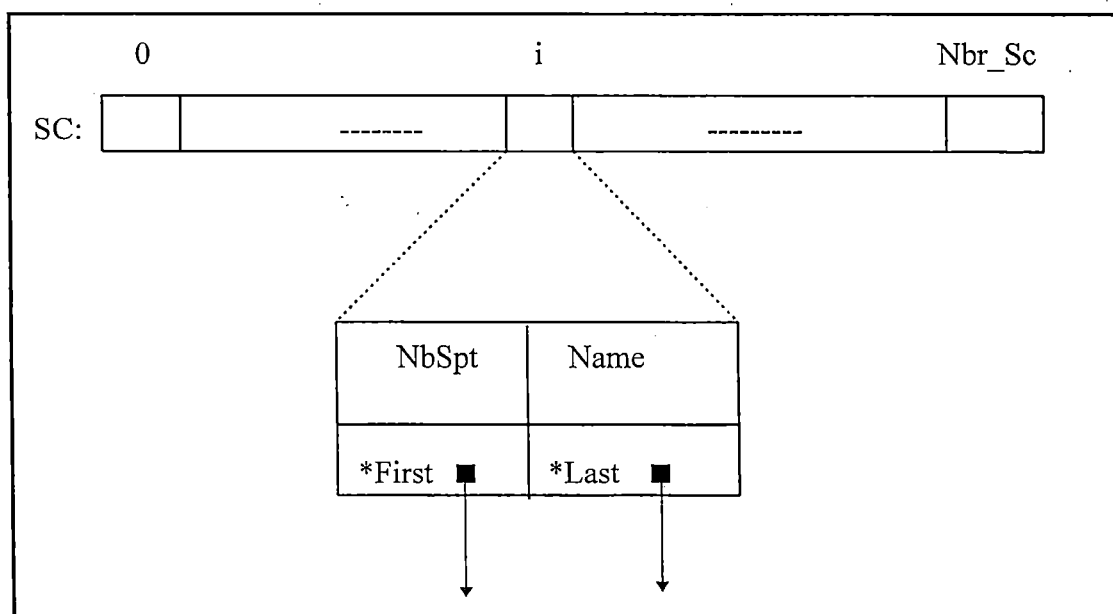 0 i Nbr_Sc
SC: -------- ---------
NbSpt Name
*First *Last